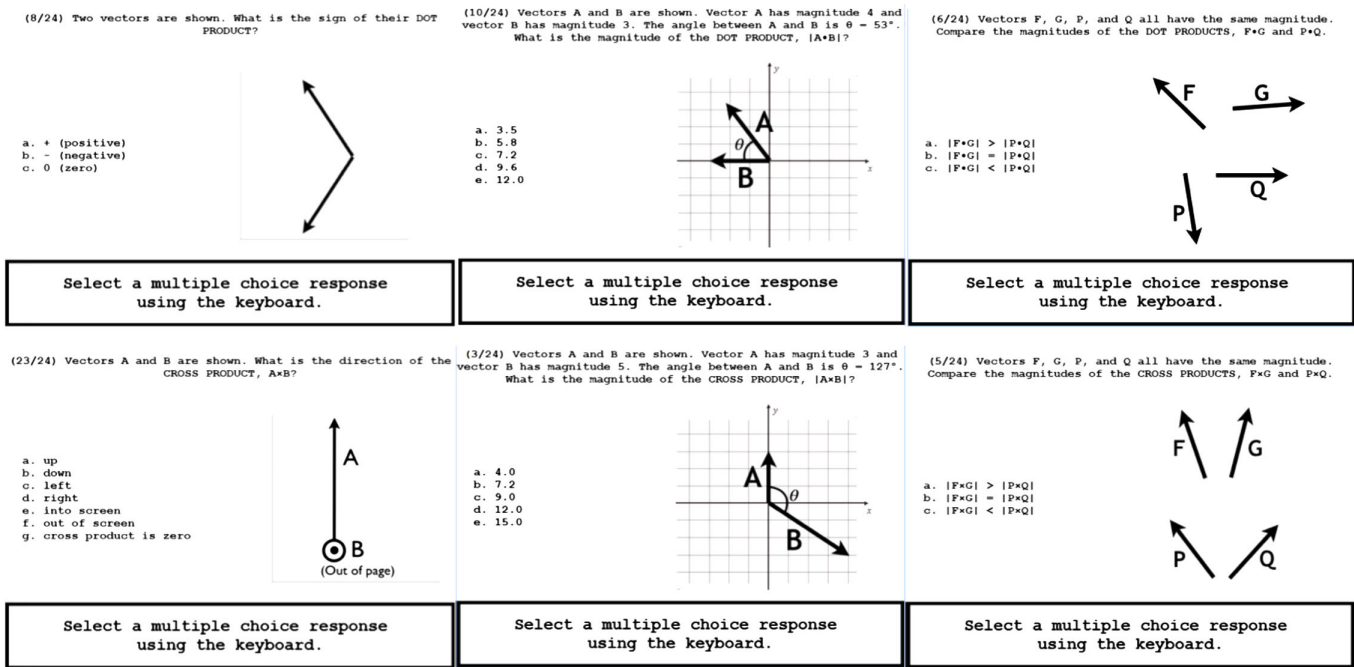 (8/24) Two vectors are shown. What is the sign of their DOT
PRODUCT?
a. + (positive)
b. - (negative)
c. 0 (zero)
Select a multiple choice response
using the keyboard.
(10/24) Vectors A and B are shown. Vector A has magnitude 4 and
vector B has magnitude 3. The angle between A and B is θ = 53°.
What is the magnitude of the DOT PRODUCT, |A•B|?
a. 3.5
b. 5.8
c. 7.2
d. 9.6
e. 12.0
y
A
θ
x
B
Select a multiple choice response
using the keyboard.
(6/24) Vectors F, G, P, and Q all have the same magnitude.
Compare the magnitudes of the DOT PRODUCTS, F•G and P•Q.
a. |F•G| > |P•Q|
b. |F•G| = |P•Q|
c. |F•G| < |P•Q|
F
G
P
Q
Select a multiple choice response
using the keyboard.
(23/24) Vectors A and B are shown. What is the direction of the
CROSS PRODUCT, A×B?
a. up
b. down
c. left
d. right
e. into screen
f. out of screen
g. cross product is zero
A
B
(Out of page)
Select a multiple choice response
using the keyboard.
(3/24) Vectors A and B are shown. Vector A has magnitude 3 and
vector B has magnitude 5. The angle between A and B is θ = 127°.
What is the magnitude of the CROSS PRODUCT, |A×B|?
a. 4.0
b. 7.2
c. 9.0
d. 12.0
e. 15.0
y
A
θ
x
B
Select a multiple choice response
using the keyboard.
(5/24) Vectors F, G, P, and Q all have the same magnitude.
Compare the magnitudes of the CROSS PRODUCTS, F×G and P×Q.
a. |F×G| > |P×Q|
b. |F×G| = |P×Q|
c. |F×G| < |P×Q|
F
G
P
Q
Select a multiple choice response
using the keyboard.